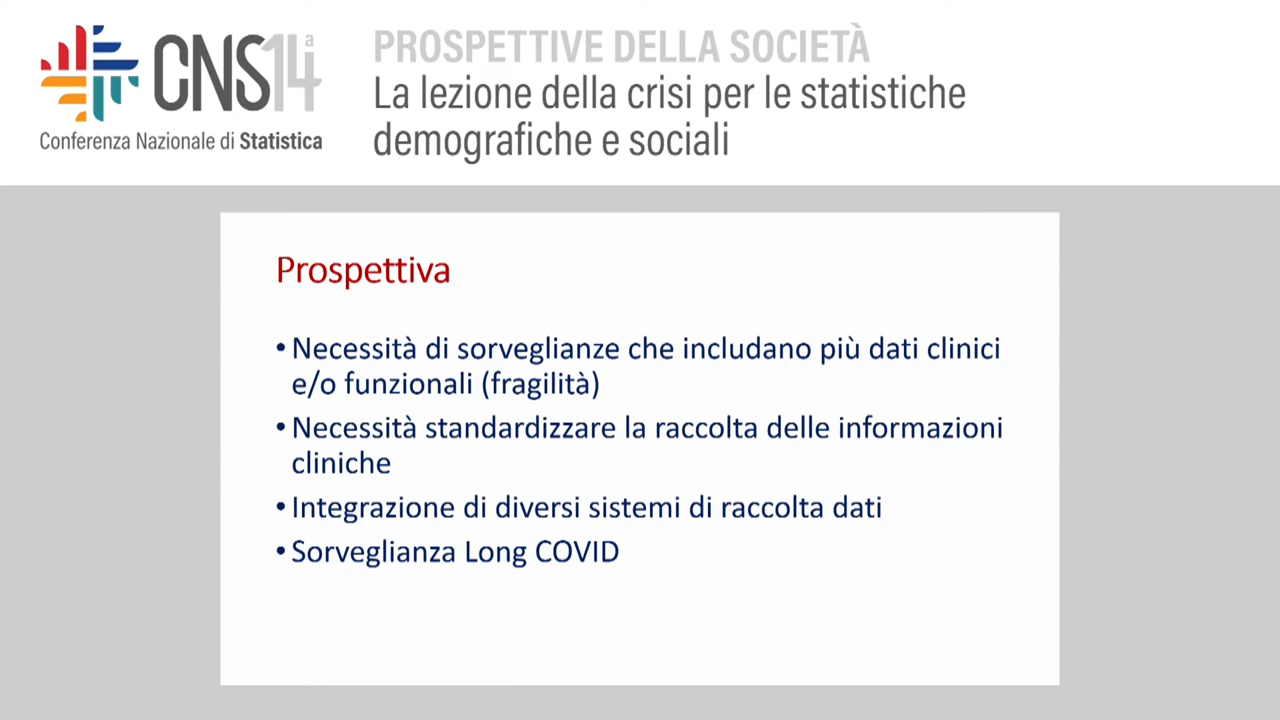 CNS14ª
Conferenza Nazionale di Statistica
PROSPETTIVE DELLA SOCIETÀ
La lezione della crisi per le statistiche
demografiche e sociali
Prospettiva
• Necessità di sorveglianze che includano più dati clinici
e/o funzionali (fragilità)
• Necessità standardizzare la raccolta delle informazioni
cliniche
• Integrazione di diversi sistemi di raccolta dati
• Sorveglianza Long COVID